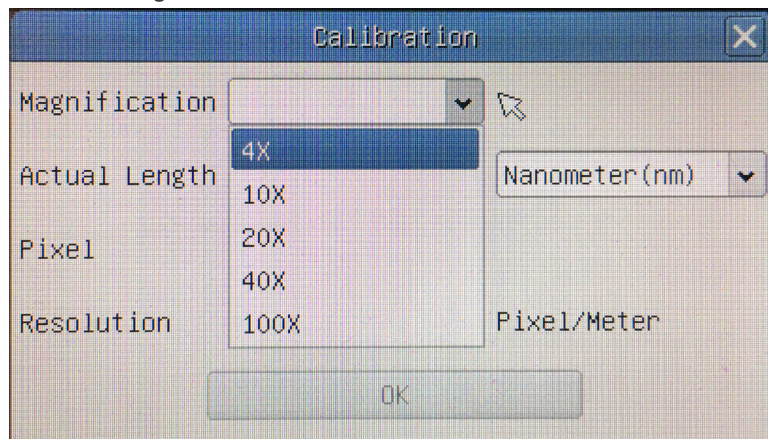 Calibration
Magnification
4X
Actual Length
Nanometer(nm)
10X
Pixel
20X
40X
Resolution
100X
Pixel/Meter
OK